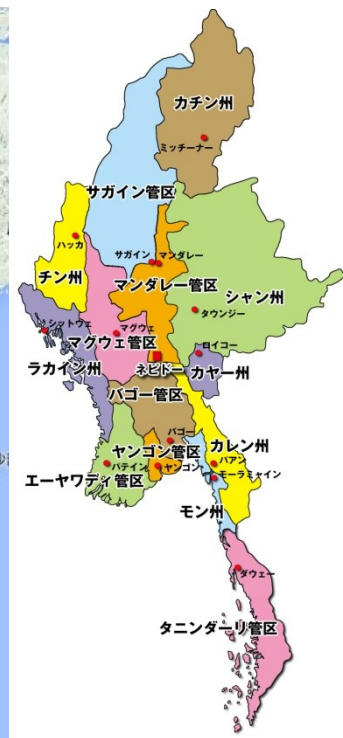 カチン州
ミッチーナー
サガイン管区
ハッカ
サガイン
マンダレー
チン州
マンダレー管区
シャン州
タウンジー
シットウェ
マグウェ
マグウェ管区
ロイコー
ラカイン州
ネピドー
カヤー州
バゴー管区
バゴー
カレン州
ヤンゴン管区
パアン
パテイン
ヤンゴン
エーヤワディ管区
モーラミャイン
モン州
ダウェー
タニンダーリ管区